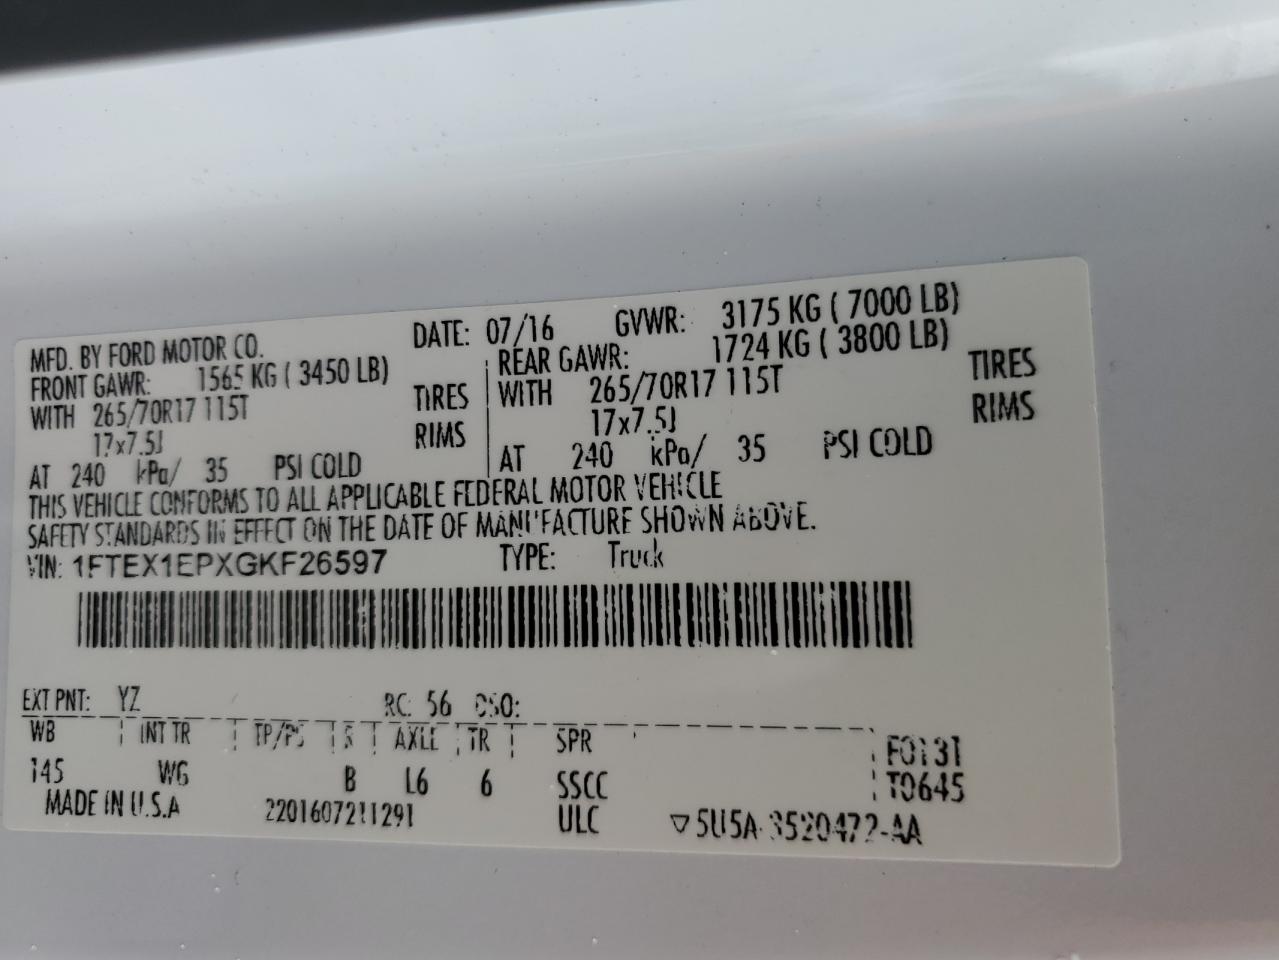 MFD. BY FORD MOTOR CO. DATE: 07/16 GVWR: 3175 KG ( 7000 LB)
FRONT GAWR: 1565 KG ( 3450 LB) REAR GAWR: 1724 KG ( 3800 LB)
WITH 265/70R17 115T TIRES WITH 265/70R17 115T TIRES
17x7.5J RIMS 17x7.5J RIMS
AT 240 kPa/ 35 PSI COLD AT 240 kPa/ 35 PSI COLD
THIS VEHICLE CONFORMS TO ALL APPLICABLE FEDERAL MOTOR VEHICLE
SAFETY STANDARDS IN EFFECT ON THE DATE OF MANUFACTURE SHOWN ABOVE.
VIN: 1FTEX1EPXGKF26597 TYPE: Truck
EXT PNT: YZ RC: 56 DSO:
WB INT TR TP/PS R AXLE TR SPR F0131
145 WG B L6 6 SSCC T0645
MADE IN U.S.A 2201607211291 ULC ▽5U5A-3520472-AA